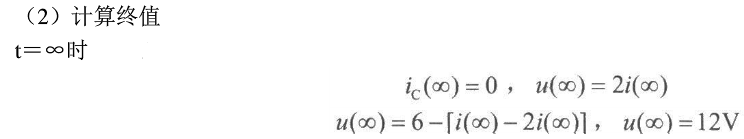 （2）计算终值
t＝∞时
i_C(∞) = 0 ， u(∞) = 2i(∞)
u(∞) = 6 − [i(∞) − 2i(∞)] ， u(∞) = 12V